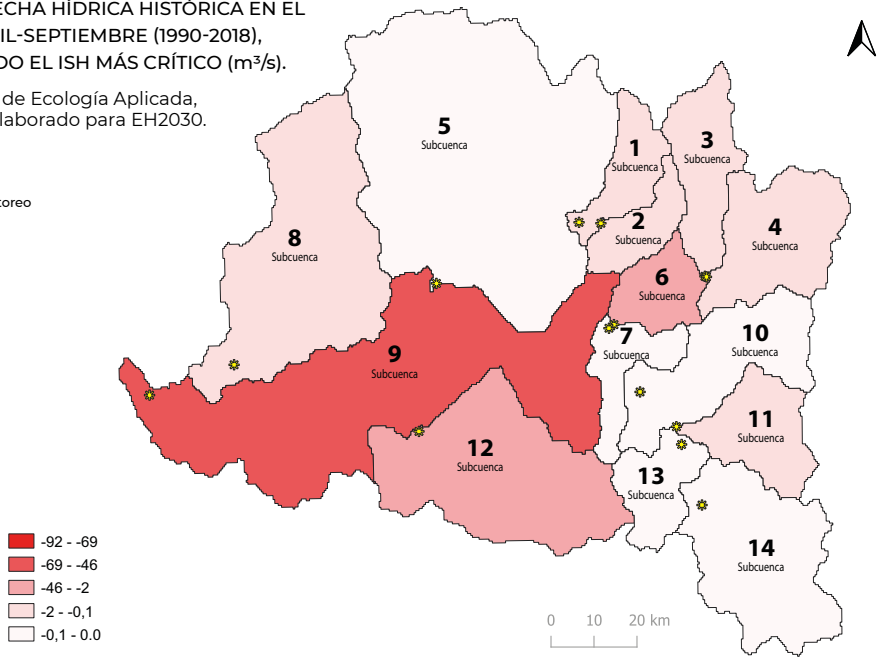 ECHA HÍDRICA HISTÓRICA EN EL
IL-SEPTIEMBRE (1990-2018),
DO EL ISH MÁS CRÍTICO (m³/s).
de Ecología Aplicada,
laborado para EH2030.
toreo
5
Subcuenca
1
Subcuenca
3
Subcuenca
2
Subcuenca
4
Subcuenca
8
Subcuenca
6
Subcuenca
7
Subcuenca
10
Subcuenca
9
Subcuenca
11
Subcuenca
12
Subcuenca
13
Subcuenca
14
Subcuenca
-92 - -69
-69 - -46
-46 - -2
-2 - -0,1
-0,1 - 0.0
0 10 20 km